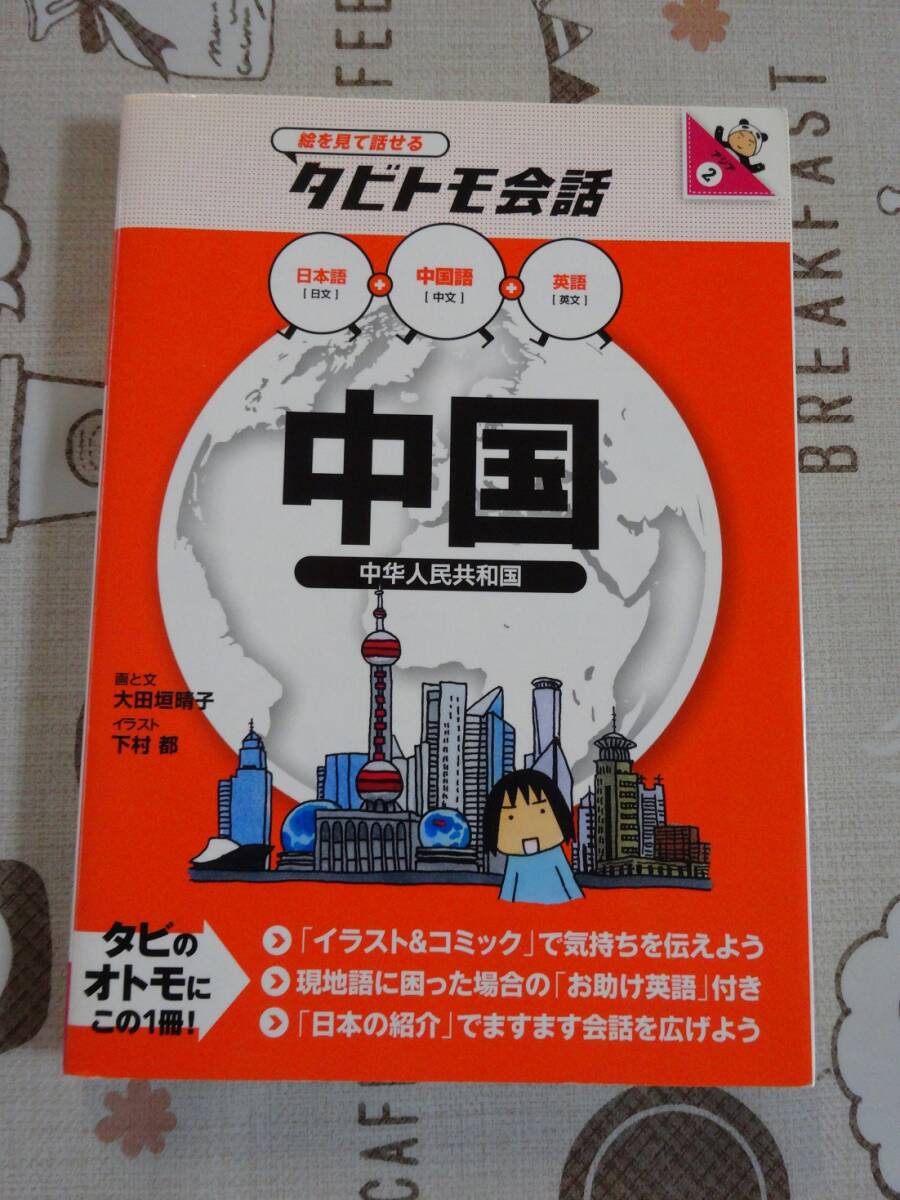 絵を見て話せる
タビトモ会話
アジア
2
日本語
[日文]
中国語
[中文]
英語
[英文]
中国
中华人民共和国
画と文
大田垣晴子
イラスト
下村 都
タビの
オトモに
この1冊!
「イラスト&コミック」で気持ちを伝えよう
現地語に困った場合の「お助け英語」付き
「日本の紹介」でますます会話を広げよう
BREAKFAST